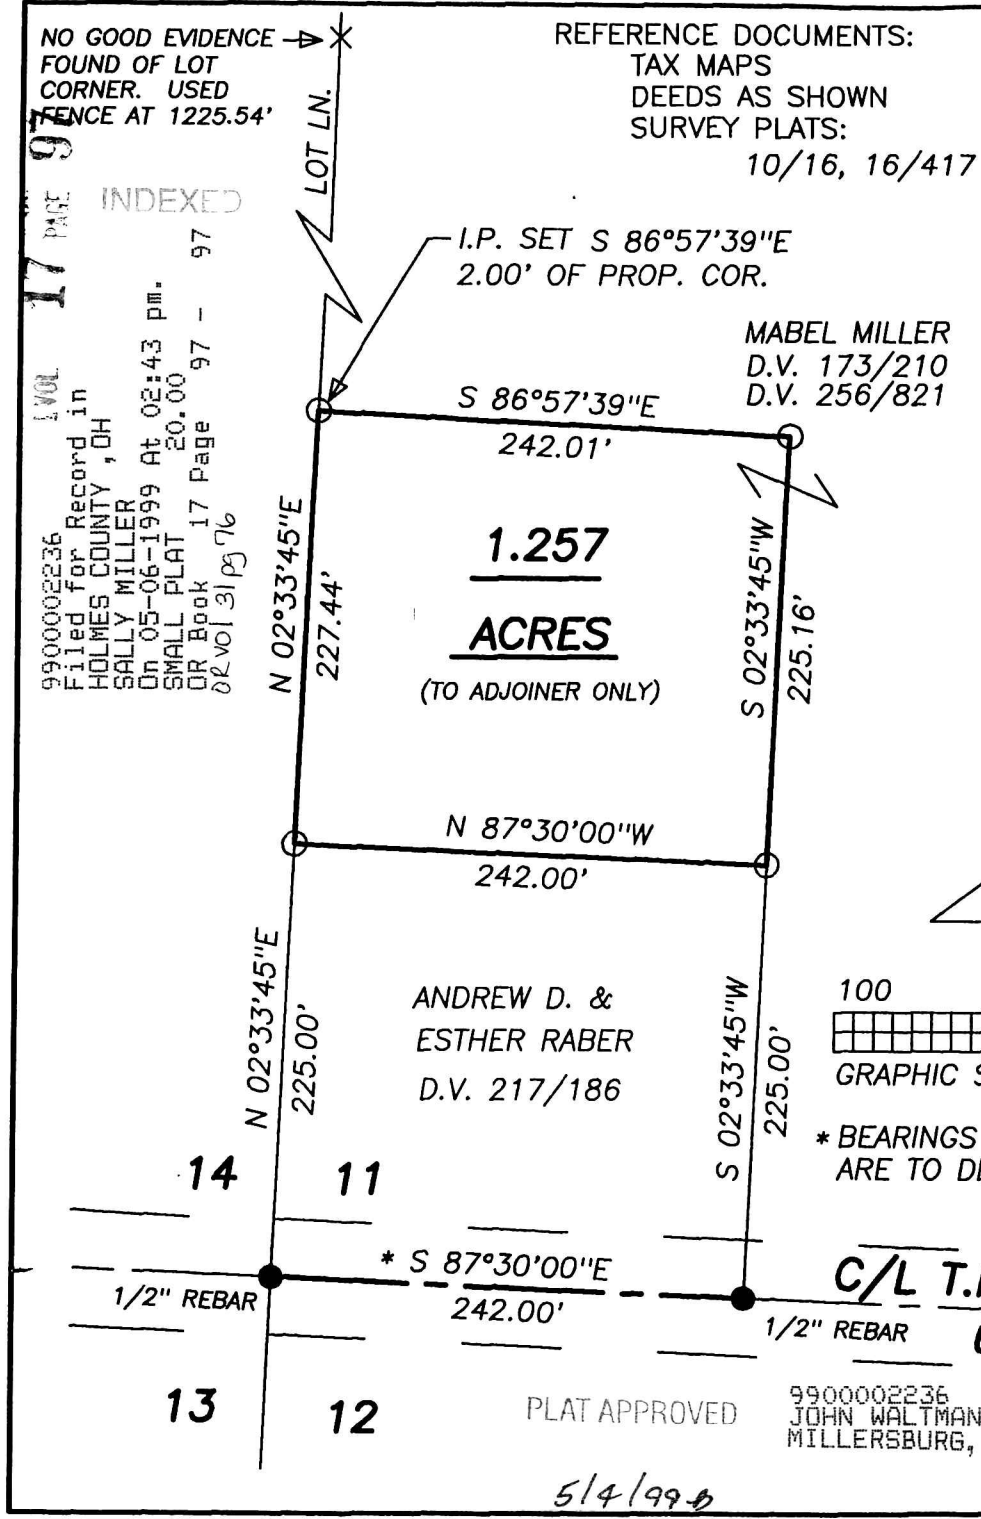 NO GOOD EVIDENCE
FOUND OF LOT
CORNER. USED
FENCE AT 1225.54'
REFERENCE DOCUMENTS:
TAX MAPS
DEEDS AS SHOWN
SURVEY PLATS:
10/16, 16/417
LOT LN.
VOL 17 PAGE 97
INDEXED
9900002236
Filed for Record in
HOLMES COUNTY ,OH
SALLY MILLER
On 05-06-1999 At 02:43 pm.
SMALL PLAT 20.00
OR Book 17 Page 97 - 97
OR vol 31 pg 76
I.P. SET S 86°57'39"E
2.00' OF PROP. COR.
MABEL MILLER
D.V. 173/210
D.V. 256/821
S 86°57'39"E
242.01'
N 02°33'45"E
227.44'
1.257
ACRES
(TO ADJOINER ONLY)
S 02°33'45"W
225.16'
N 87°30'00"W
242.00'
N 02°33'45"E
225.00'
ANDREW D. &
ESTHER RABER
D.V. 217/186
S 02°33'45"W
225.00'
100
GRAPHIC S
* BEARINGS
ARE TO
14
11
* S 87°30'00"E
242.00'
1/2" REBAR
C/L T.
1/2" REBAR
13
12
PLAT APPROVED
5/4/99
9900002236
JOHN WALTMAN
MILLERSBURG,